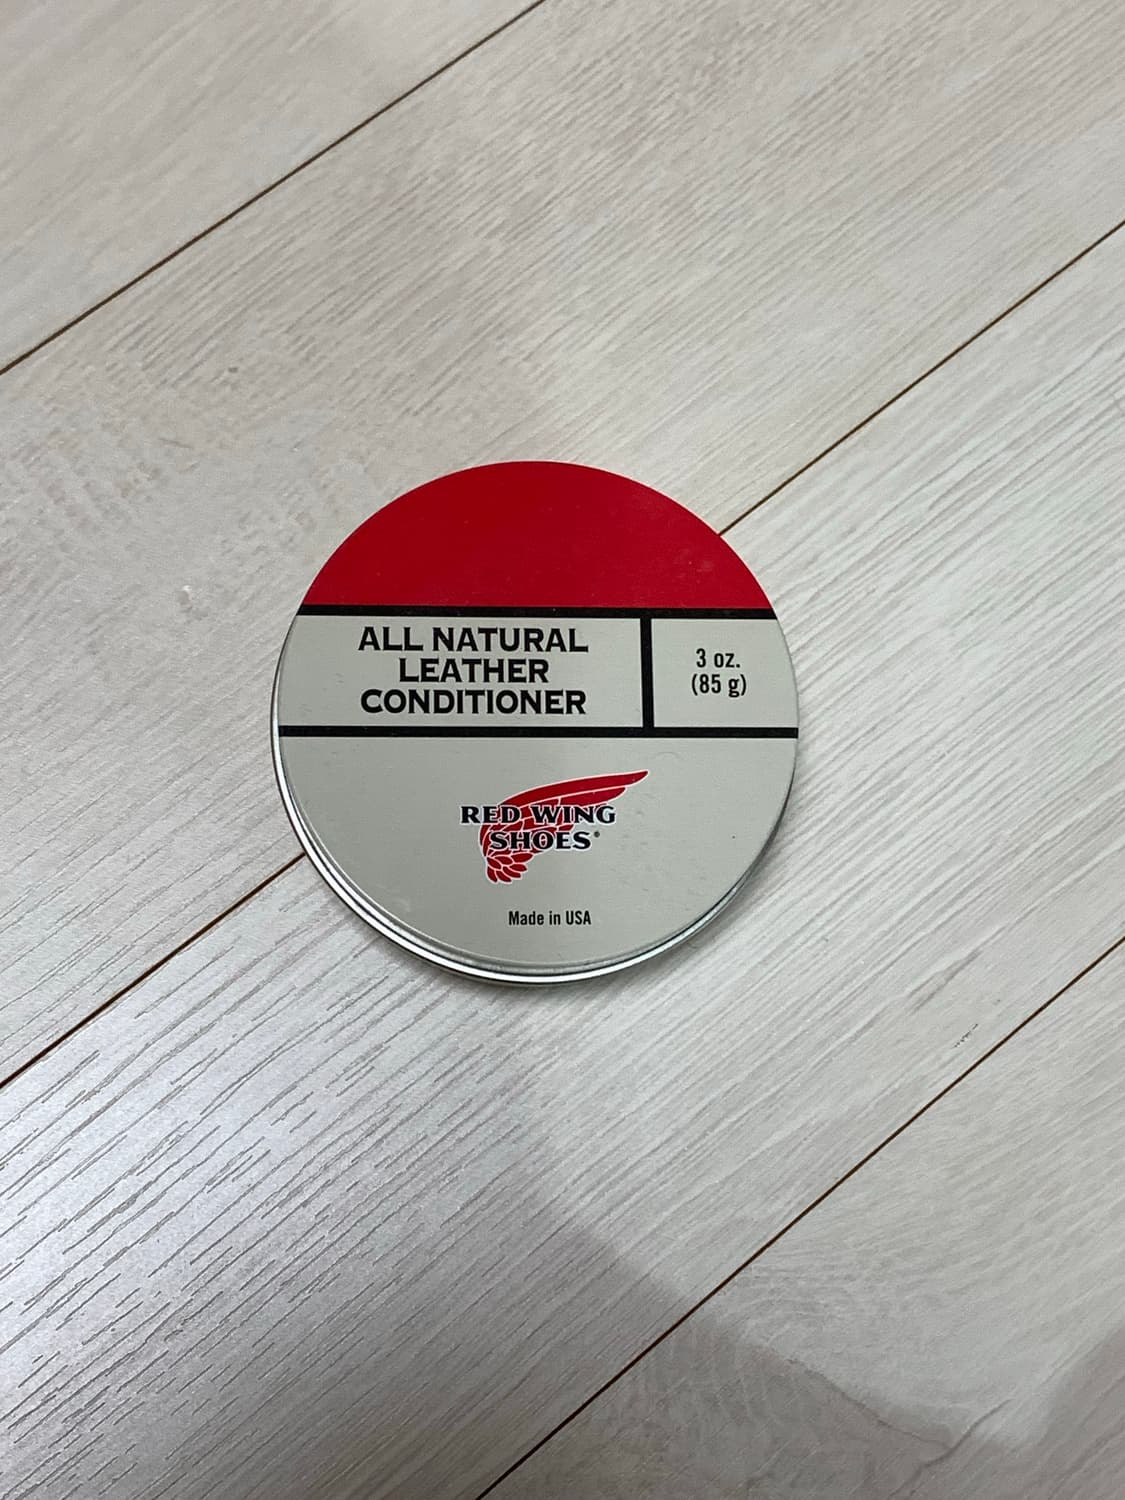 ALL NATURAL
LEATHER
CONDITIONER
3 oz.
(85 g)
RED WING
SHOES®
Made in USA